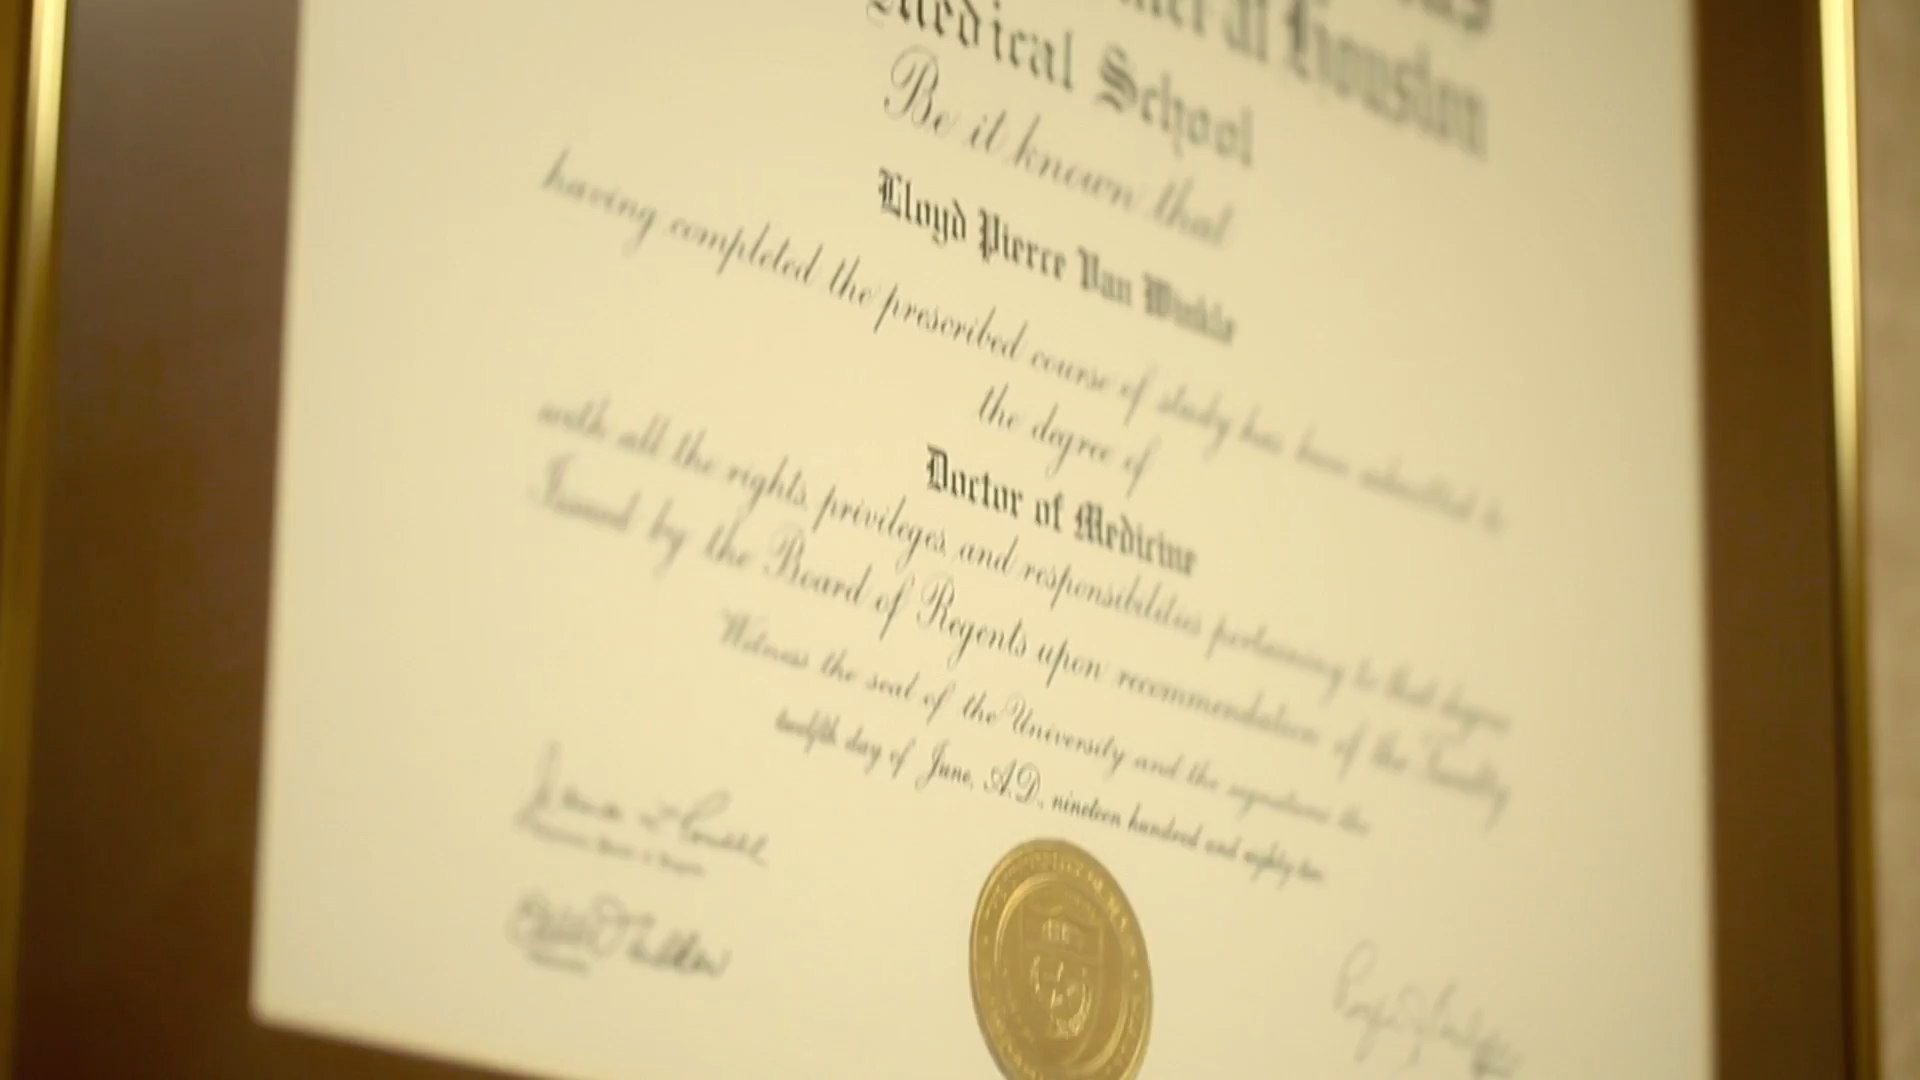 at Houston
Medical School
Be it known that
Lloyd Pierce Van Winkle
having completed the prescribed course of study has been admitted to
the degree of
Doctor of Medicine
with all the rights, privileges, and responsibilities pertaining to that degree
Issued by the Board of Regents upon recommendation of the Faculty
Witness the seal of the University and the signatures the
twelfth day of June, A.D., nineteen hundred and eighty-two